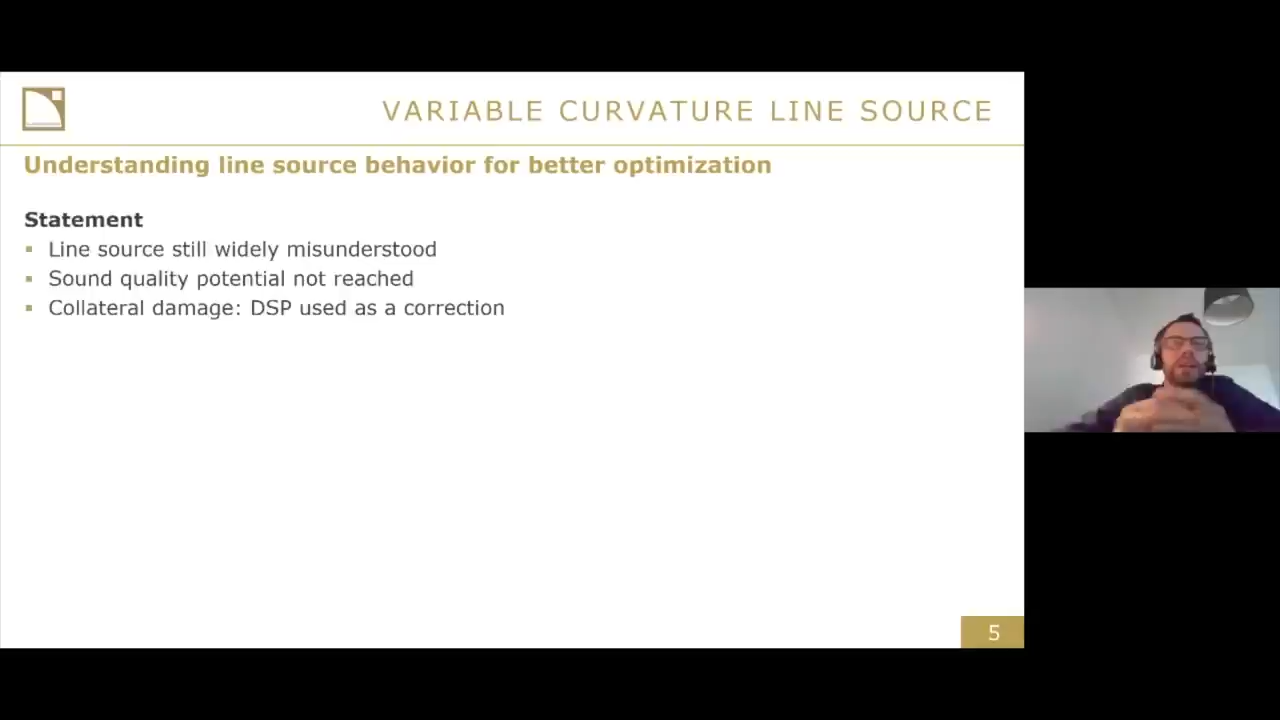 VARIABLE CURVATURE LINE SOURCE
Understanding line source behavior for better optimization
Statement
▪ Line source still widely misunderstood
▪ Sound quality potential not reached
▪ Collateral damage: DSP used as a correction
5